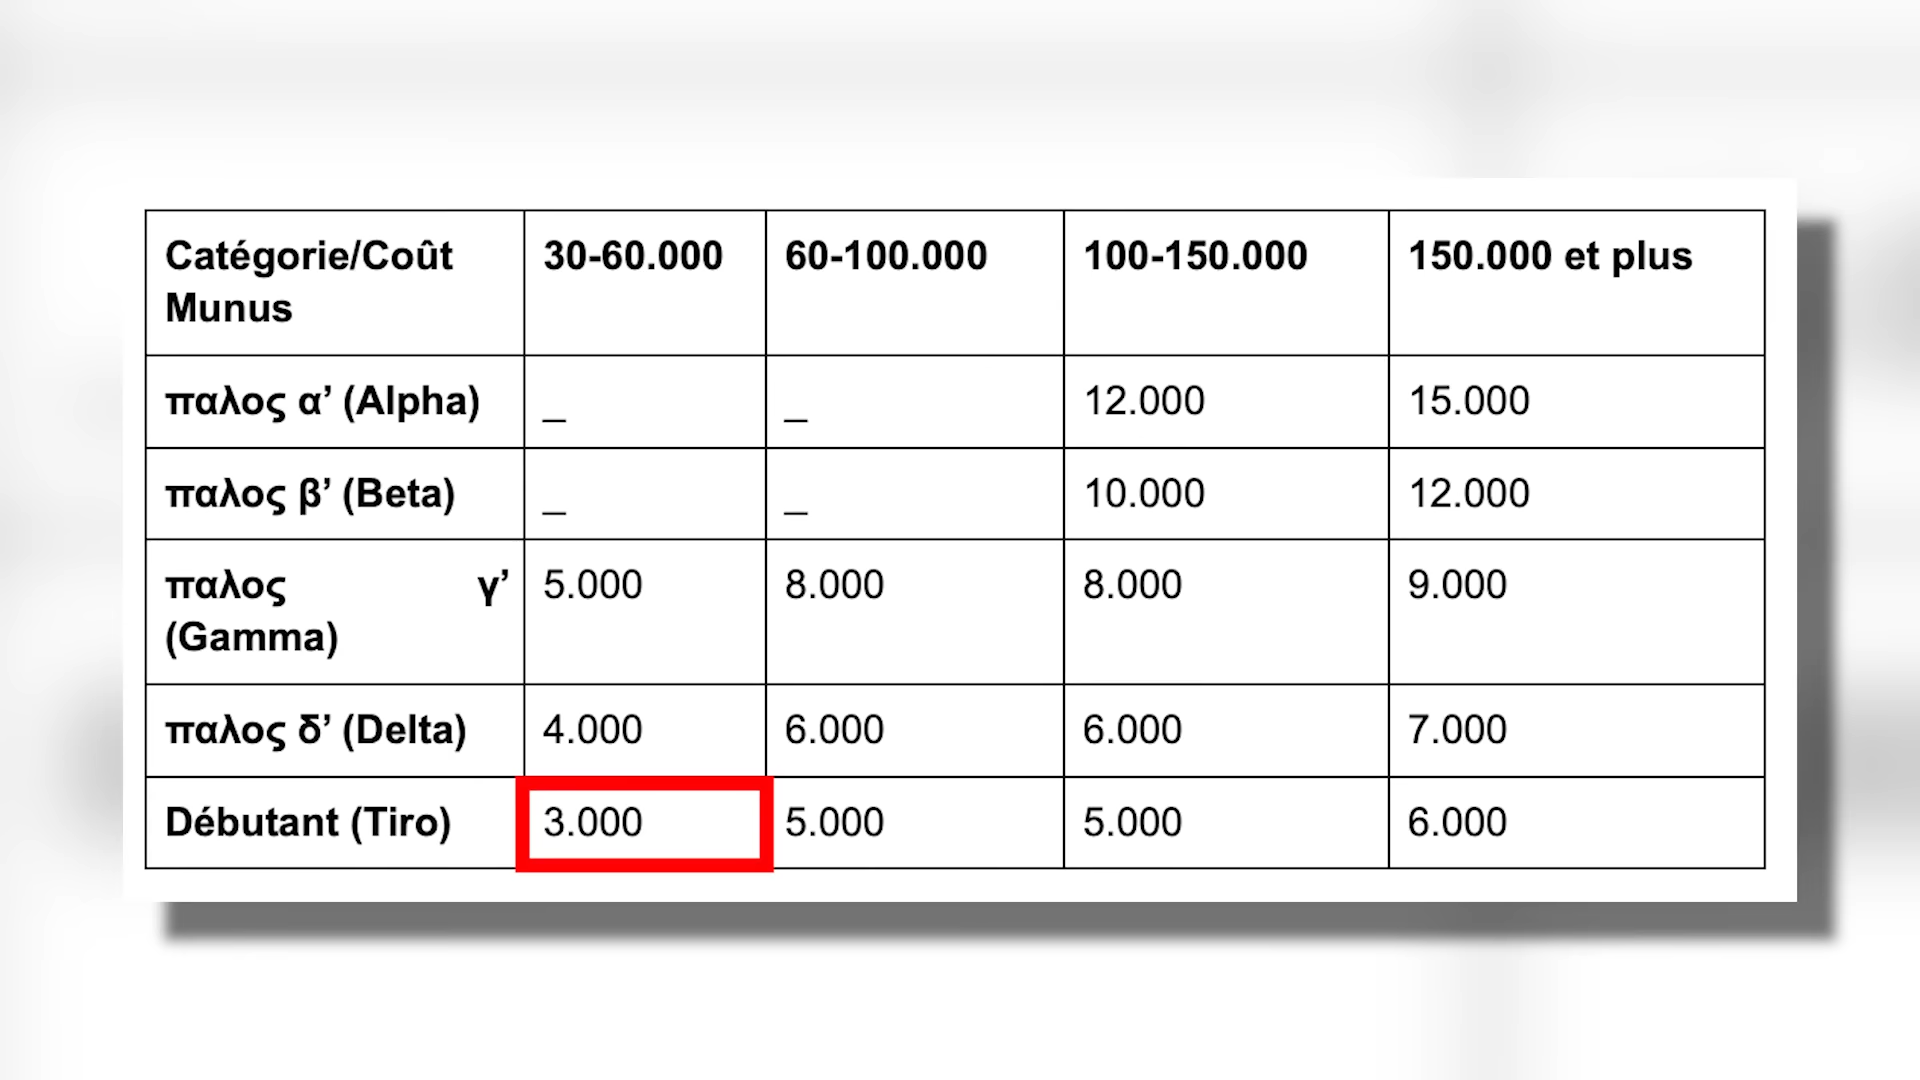 Catégorie/Coût Munus 30-60.000 60-100.000 100-150.000 150.000 et plus
παλος α’ (Alpha) _ _ 12.000 15.000
παλος β’ (Beta) _ _ 10.000 12.000
παλος γ’ (Gamma) 5.000 8.000 8.000 9.000
παλος δ’ (Delta) 4.000 6.000 6.000 7.000
Débutant (Tiro) 3.000 5.000 5.000 6.000